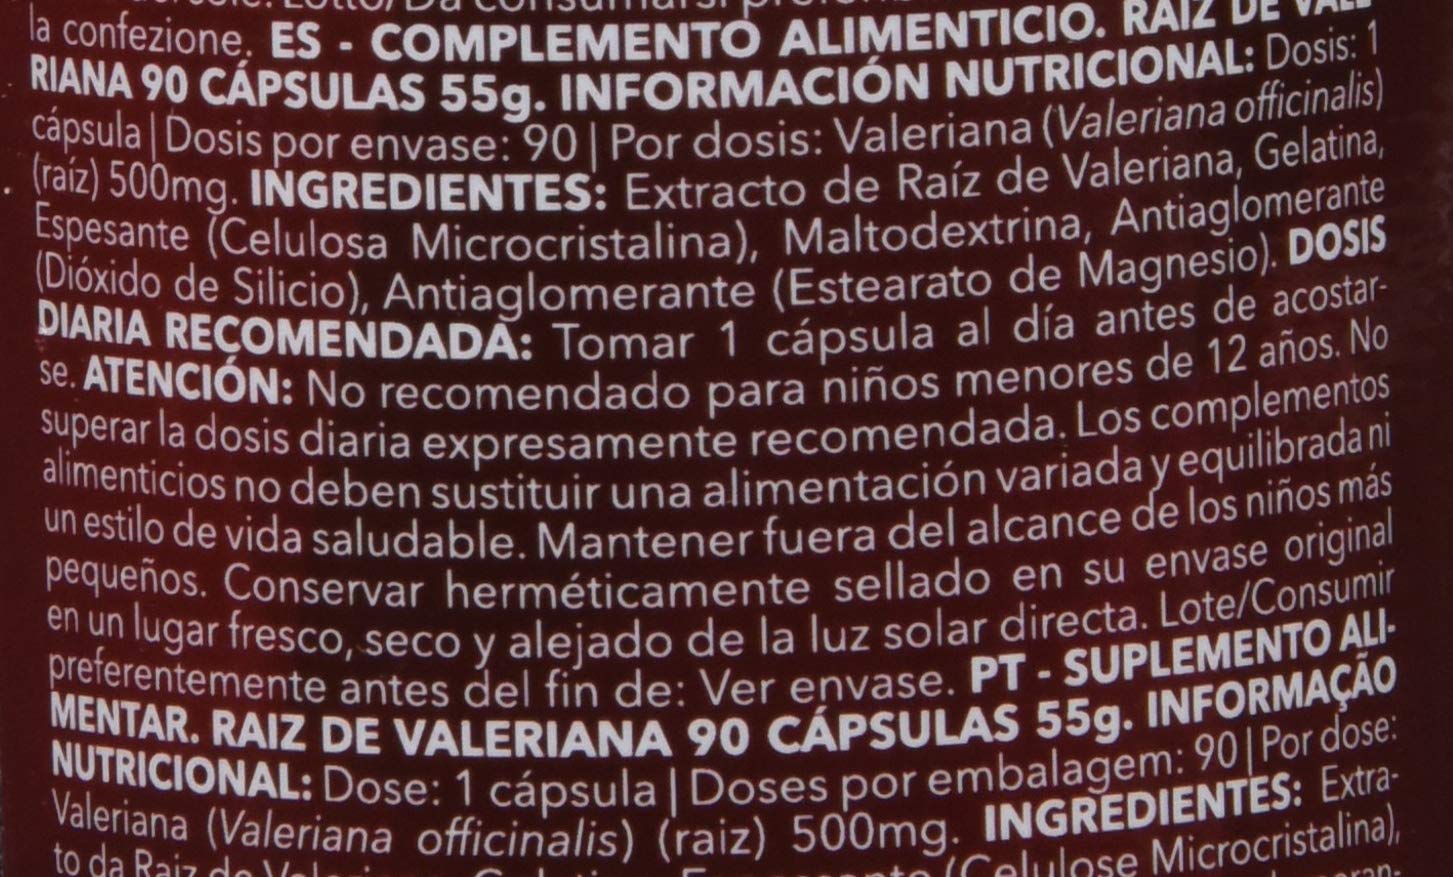 la confezione. ES - COMPLEMENTO ALIMENTICIO. RAÍZ DE VALE-
RIANA 90 CÁPSULAS 55g. INFORMACIÓN NUTRICIONAL: Dosis: 1
cápsula | Dosis por envase: 90 | Por dosis: Valeriana (Valeriana officinalis)
(raíz) 500mg. INGREDIENTES: Extracto de Raíz de Valeriana, Gelatina,
Espesante (Celulosa Microcristalina), Maltodextrina, Antiaglomerante
(Dióxido de Silicio), Antiaglomerante (Estearato de Magnesio). DOSIS
DIARIA RECOMENDADA: Tomar 1 cápsula al día antes de acostar-
se. ATENCIÓN: No recomendado para niños menores de 12 años. No
superar la dosis diaria expresamente recomendada. Los complementos
alimenticios no deben sustituir una alimentación variada y equilibrada ni
un estilo de vida saludable. Mantener fuera del alcance de los niños más
pequeños. Conservar herméticamente sellado en su envase original
en un lugar fresco, seco y alejado de la luz solar directa. Lote/Consumir
preferentemente antes del fin de: Ver envase. PT - SUPLEMENTO ALI-
MENTAR. RAIZ DE VALERIANA 90 CÁPSULAS 55g. INFORMAÇÃO
NUTRICIONAL: Dose: 1 cápsula | Doses por embalagem: 90 | Por dose:
Valeriana (Valeriana officinalis) (raiz) 500mg. INGREDIENTES: Extra-
to da Raiz de (Celulose Microcristalina),